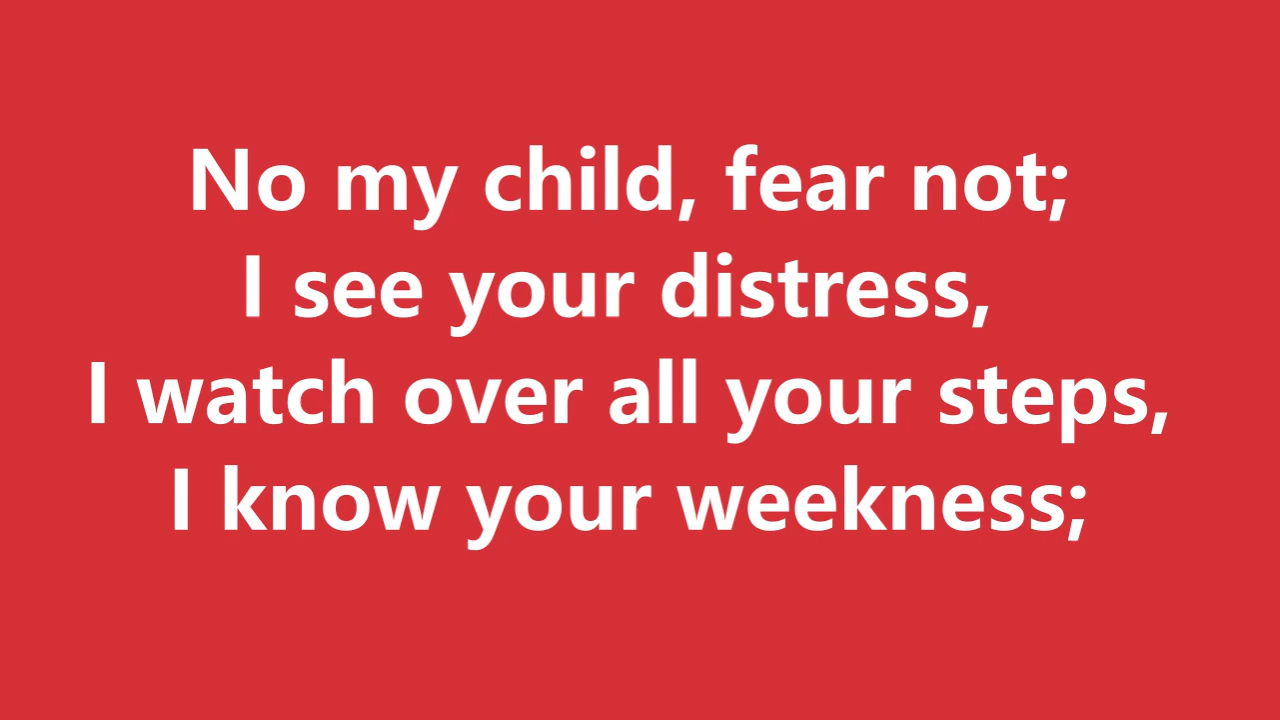 No my child, fear not;
I see your distress,
I watch over all your steps,
I know your weekness;